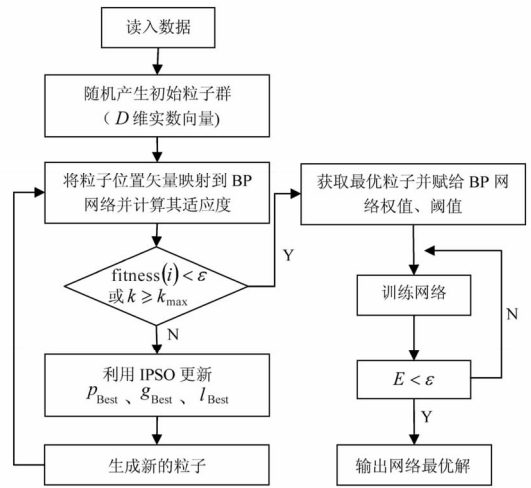 读入数据
随机产生初始粒子群
（ D 维实数向量)
将粒子位置矢量映射到 BP
网络并计算其适应度
fitness(i) < ε
或 k ⩾ kmax
Y
N
利用 IPSO 更新
pBest 、gBest 、lBest
生成新的粒子
获取最优粒子并赋给 BP 网
络权值、阈值
训练网络
N
E < ε
Y
输出网络最优解